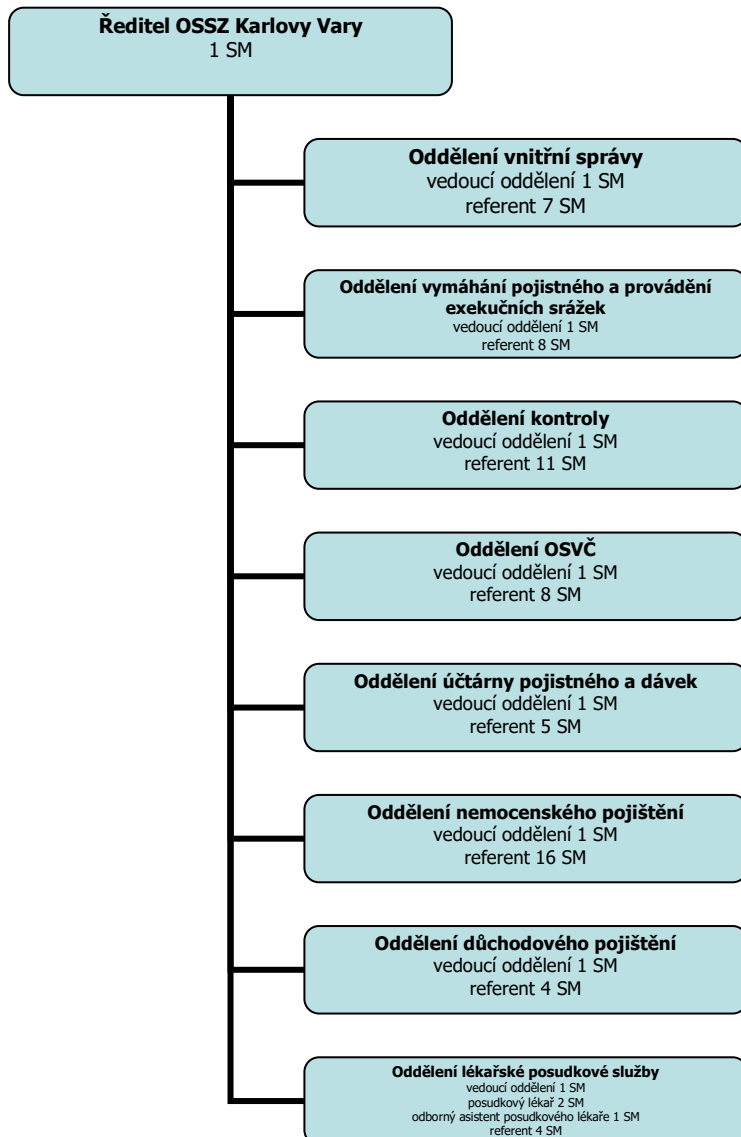 Ředitel OSSZ Karlovy Vary
1 SM
Oddělení vnitřní správy
vedoucí oddělení 1 SM
referent 7 SM
Oddělení vymáhání pojistného a provádění
exekučních srážek
vedoucí oddělení 1 SM
referent 8 SM
Oddělení kontroly
vedoucí oddělení 1 SM
referent 11 SM
Oddělení OSVČ
vedoucí oddělení 1 SM
referent 8 SM
Oddělení účtárny pojistného a dávek
vedoucí oddělení 1 SM
referent 5 SM
Oddělení nemocenského pojištění
vedoucí oddělení 1 SM
referent 16 SM
Oddělení důchodového pojištění
vedoucí oddělení 1 SM
referent 4 SM
Oddělení lékařské posudkové služby
vedoucí oddělení 1 SM
posudkový lékař 2 SM
odborný asistent posudkového lékaře 1 SM
referent 4 SM